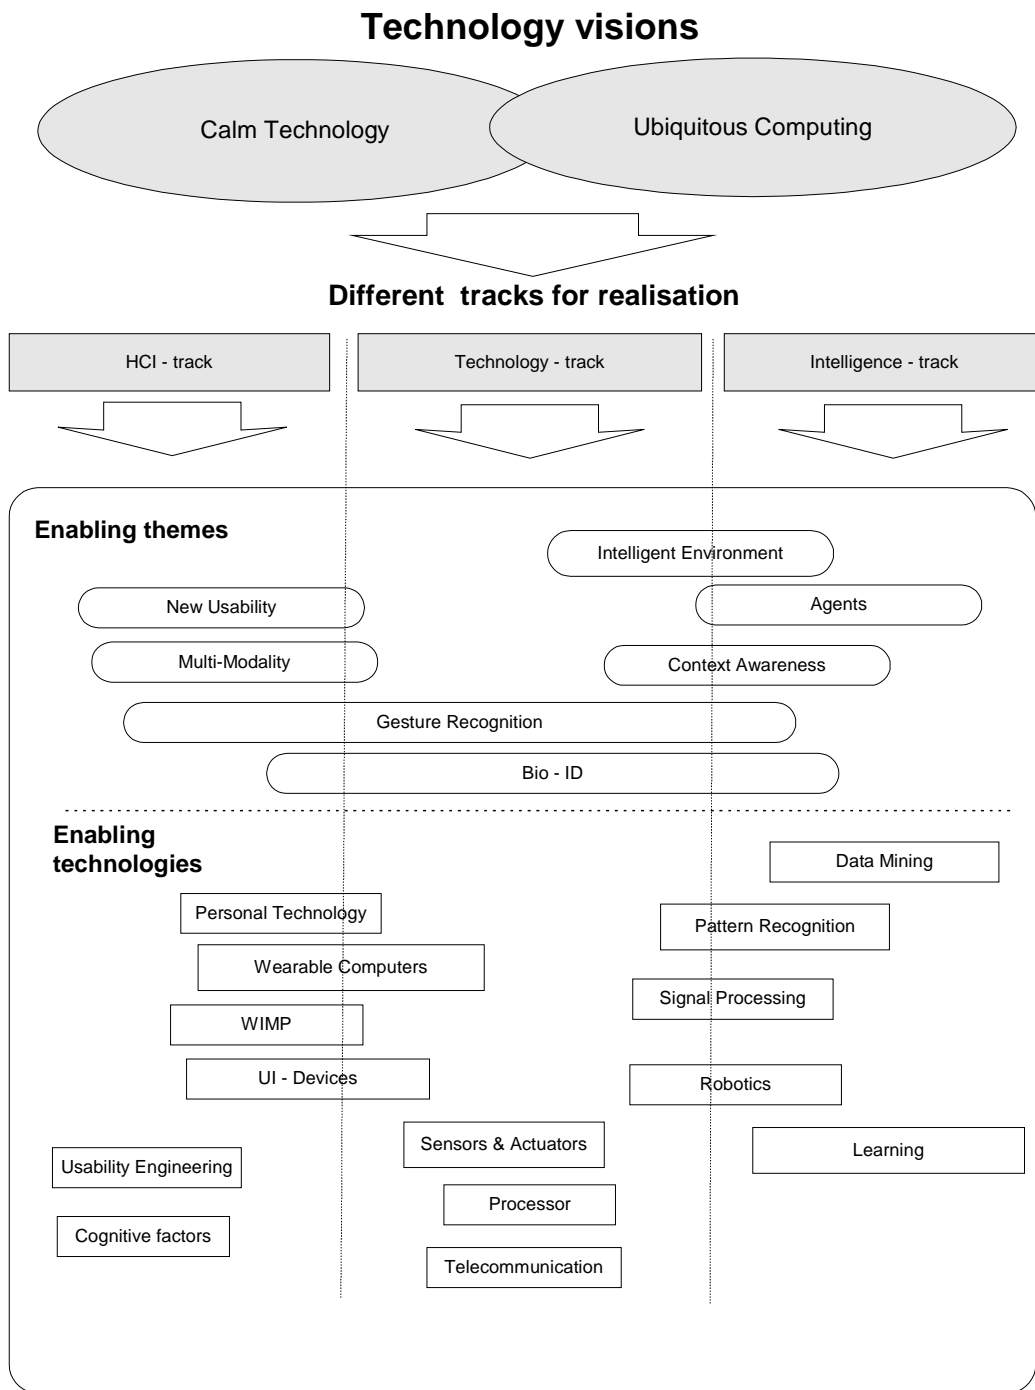 Technology visions
Calm Technology
Ubiquitous Computing
Different tracks for realisation
HCI - track
Technology - track
Intelligence - track
Enabling themes
Intelligent Environment
New Usability
Agents
Multi-Modality
Context Awareness
Gesture Recognition
Bio - ID
Enabling
technologies
Data Mining
Personal Technology
Pattern Recognition
Wearable Computers
Signal Processing
WIMP
UI - Devices
Robotics
Sensors & Actuators
Learning
Usability Engineering
Processor
Cognitive factors
Telecommunication